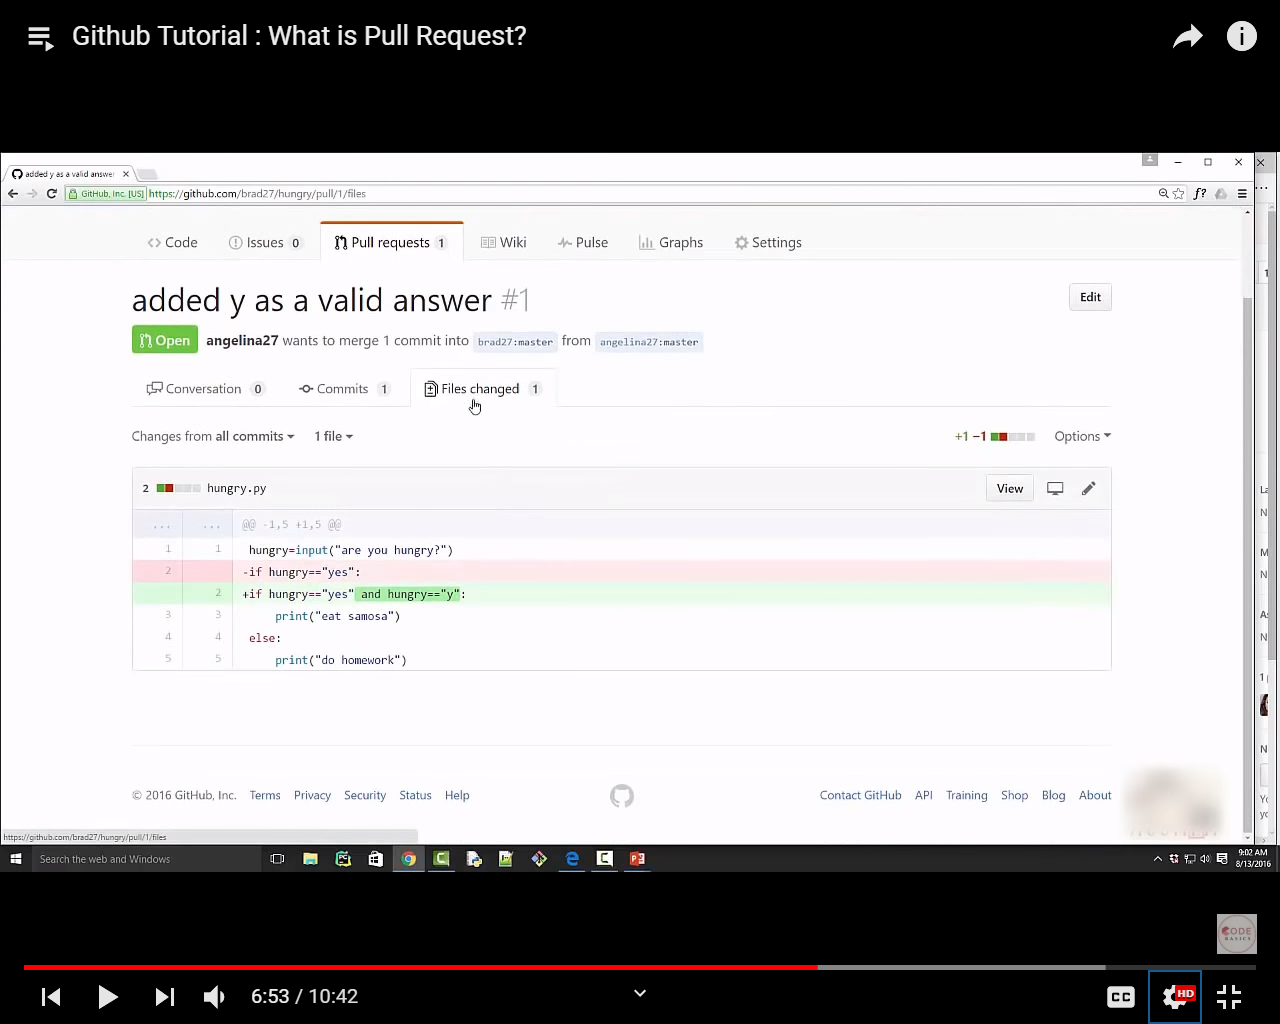 Github Tutorial : What is Pull Request?
added y as a valid answer
GitHub, Inc. [US] https://github.com/brad27/hungry/pull/1/files
f?
Code Issues 0 Pull requests 1 Wiki Pulse Graphs Settings
added y as a valid answer #1
Edit
Open angelina27 wants to merge 1 commit into brad27:master from angelina27:master
Conversation 0 Commits 1 Files changed 1
Changes from all commits 1 file +1 −1 Options
2 hungry.py View
... ... @@ -1,5 +1,5 @@
1 1 hungry=input("are you hungry?")
2 -if hungry=="yes":
2 +if hungry=="yes" and hungry=="y":
3 3 print("eat samosa")
4 4 else:
5 5 print("do homework")
© 2016 GitHub, Inc. Terms Privacy Security Status Help Contact GitHub API Training Shop Blog About
https://github.com/brad27/hungry/pull/1/files
Search the web and Windows
9:02 AM
8/13/2016
CODE
BASICS
6:53 / 10:42
CC
HD